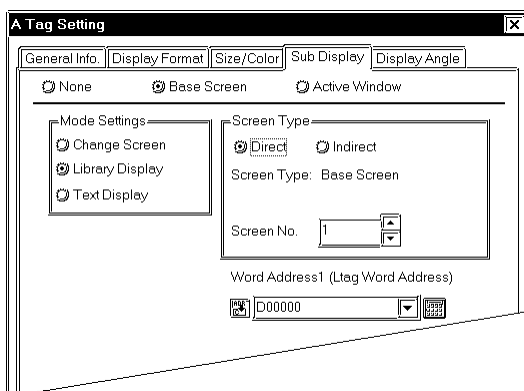 A Tag Setting
General Info. Display Format Size/Color Sub Display Display Angle
None Base Screen Active Window
Mode Settings Screen Type
Change Screen Direct Indirect
Library Display Screen Type: Base Screen
Text Display
Screen No. 1
Word Address1 (Ltag Word Address)
D00000